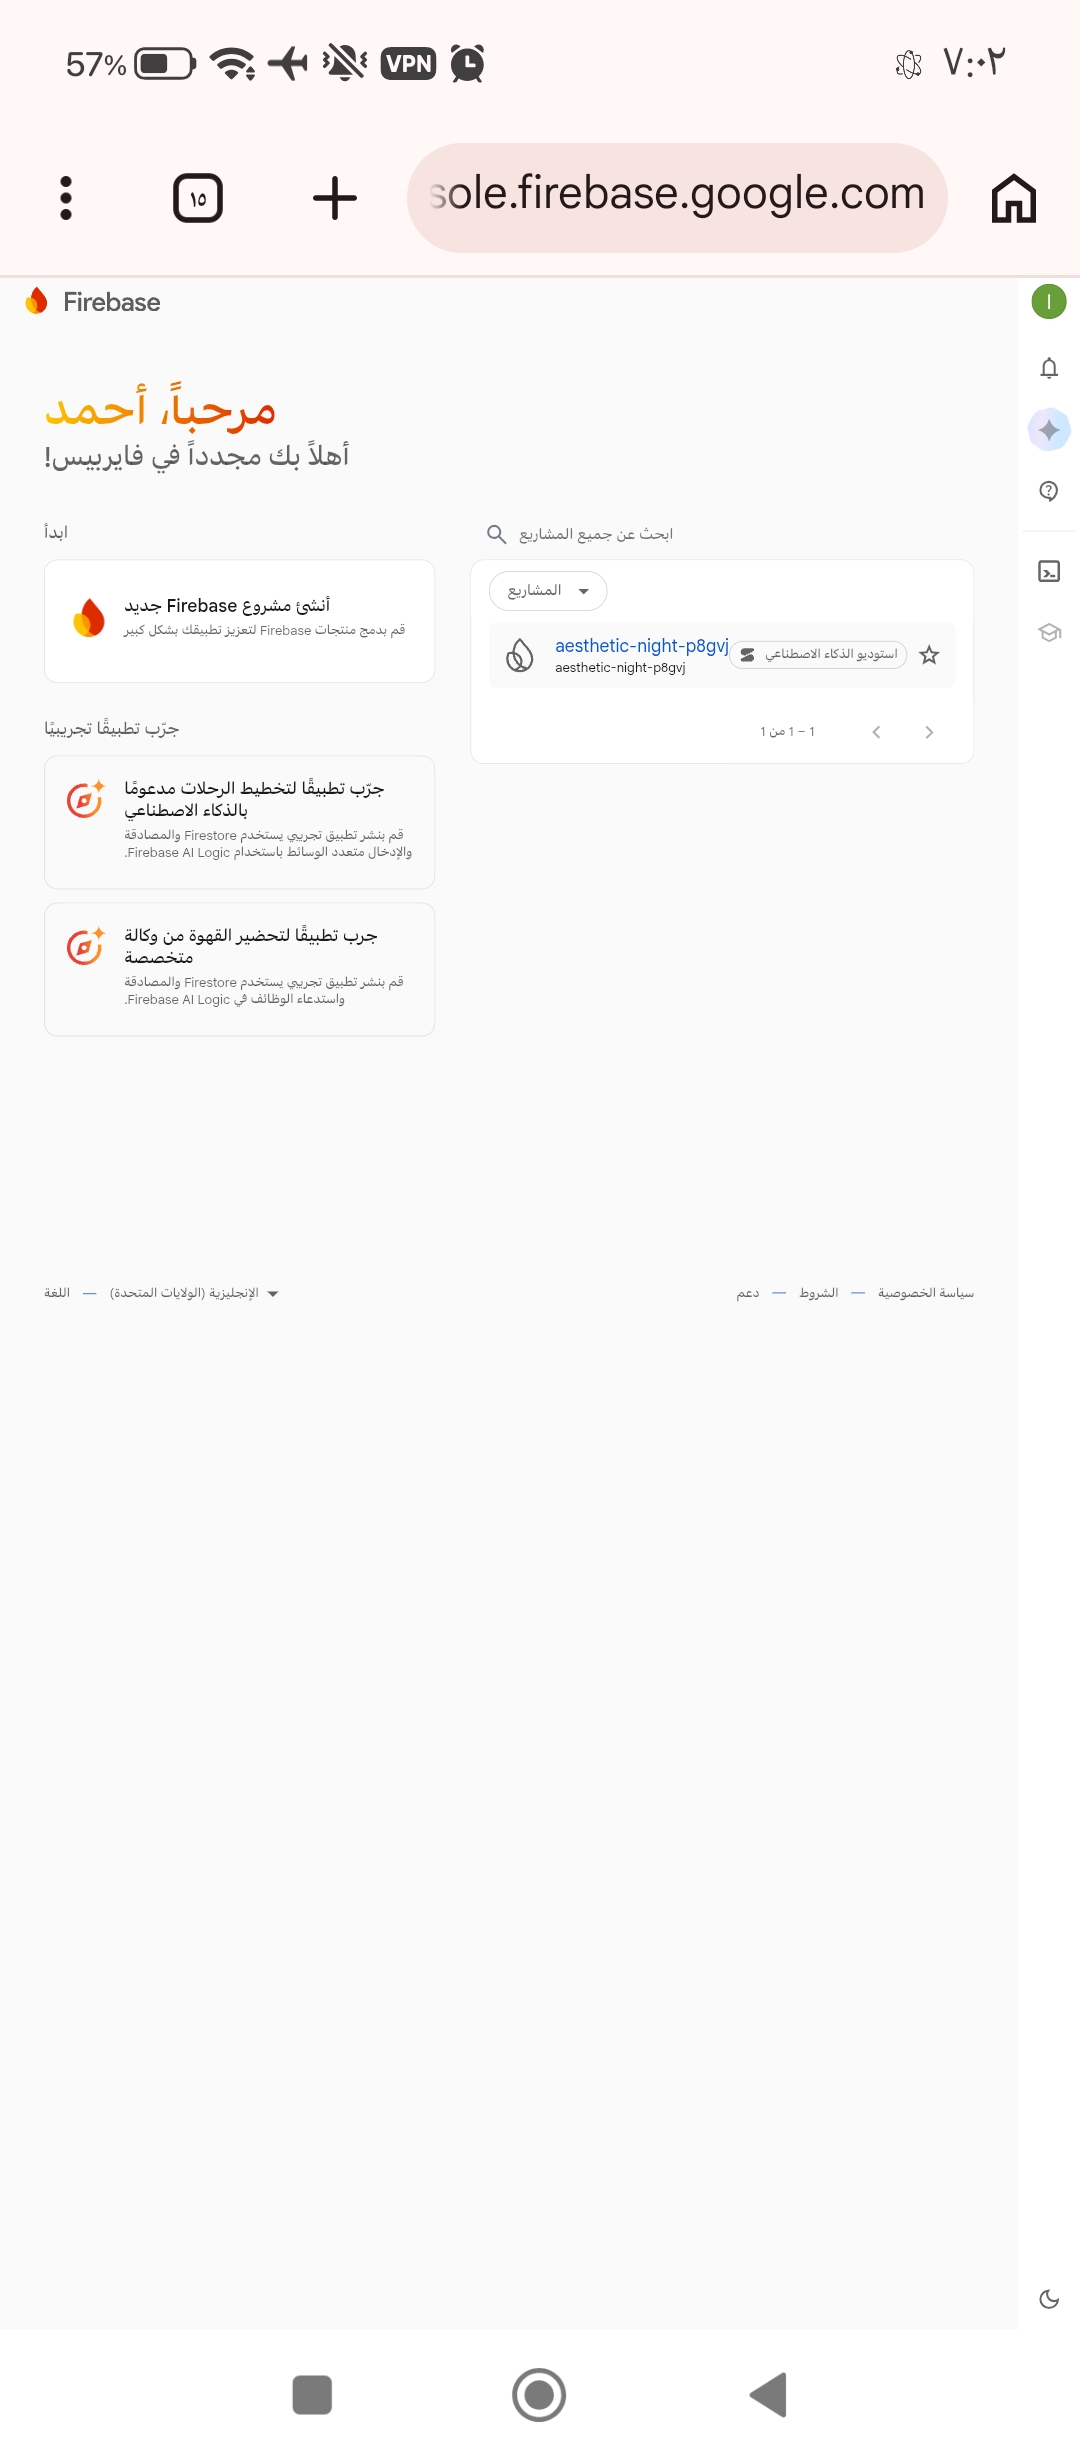 57%
VPN
٧:٠٢
١٥
sole.firebase.google.com
Firebase
I
مرحباً، أحمد
أهلاً بك مجدداً في فايربيس!
ابدأ
أنشئ مشروع Firebase جديد
قم بدمج منتجات Firebase لتعزيز تطبيقك بشكل كبير
جرّب تطبيقًا تجريبيًا
جرّب تطبيقًا لتخطيط الرحلات مدعومًا
بالذكاء الاصطناعي
قم بنشر تطبيق تجريبي يستخدم Firestore والمصادقة
والإدخال متعدد الوسائط باستخدام Firebase AI Logic.
جرب تطبيقًا لتحضير القهوة من وكالة
متخصصة
قم بنشر تطبيق تجريبي يستخدم Firestore والمصادقة
واستدعاء الوظائف في Firebase AI Logic.
ابحث عن جميع المشاريع
المشاريع
aesthetic-night-p8gvj
استوديو الذكاء الاصطناعي
aesthetic-night-p8gvj
1 – 1 من 1
اللغة — الإنجليزية (الولايات المتحدة)
دعم — الشروط — سياسة الخصوصية